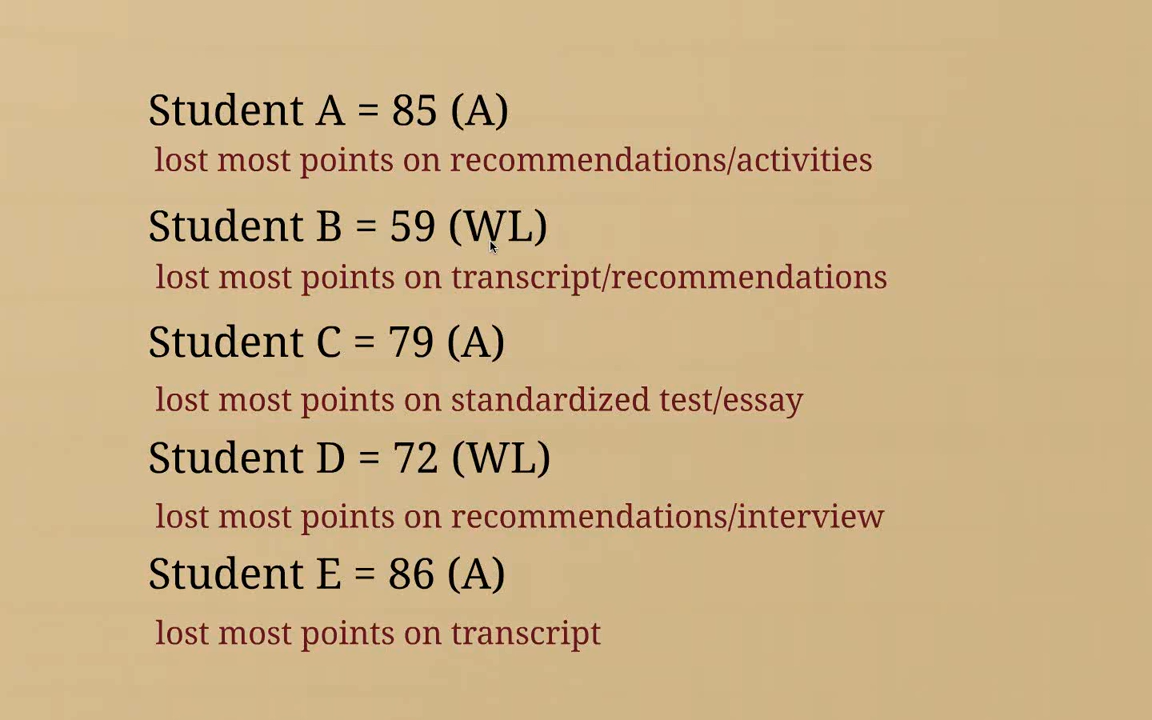 Student A = 85 (A)
lost most points on recommendations/activities
Student B = 59 (WL)
lost most points on transcript/recommendations
Student C = 79 (A)
lost most points on standardized test/essay
Student D = 72 (WL)
lost most points on recommendations/interview
Student E = 86 (A)
lost most points on transcript